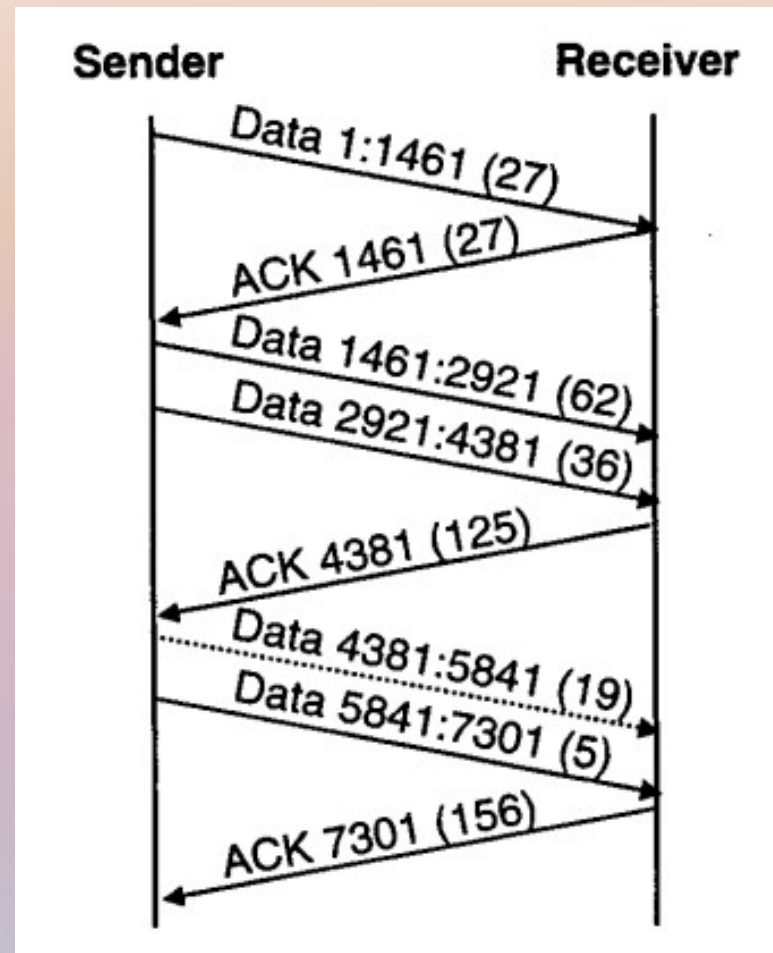 Sender
Receiver
Data 1:1461 (27)
ACK 1461 (27)
Data 1461:2921 (62)
Data 2921:4381 (36)
ACK 4381 (125)
Data 4381:5841 (19)
Data 5841:7301 (5)
ACK 7301 (156)